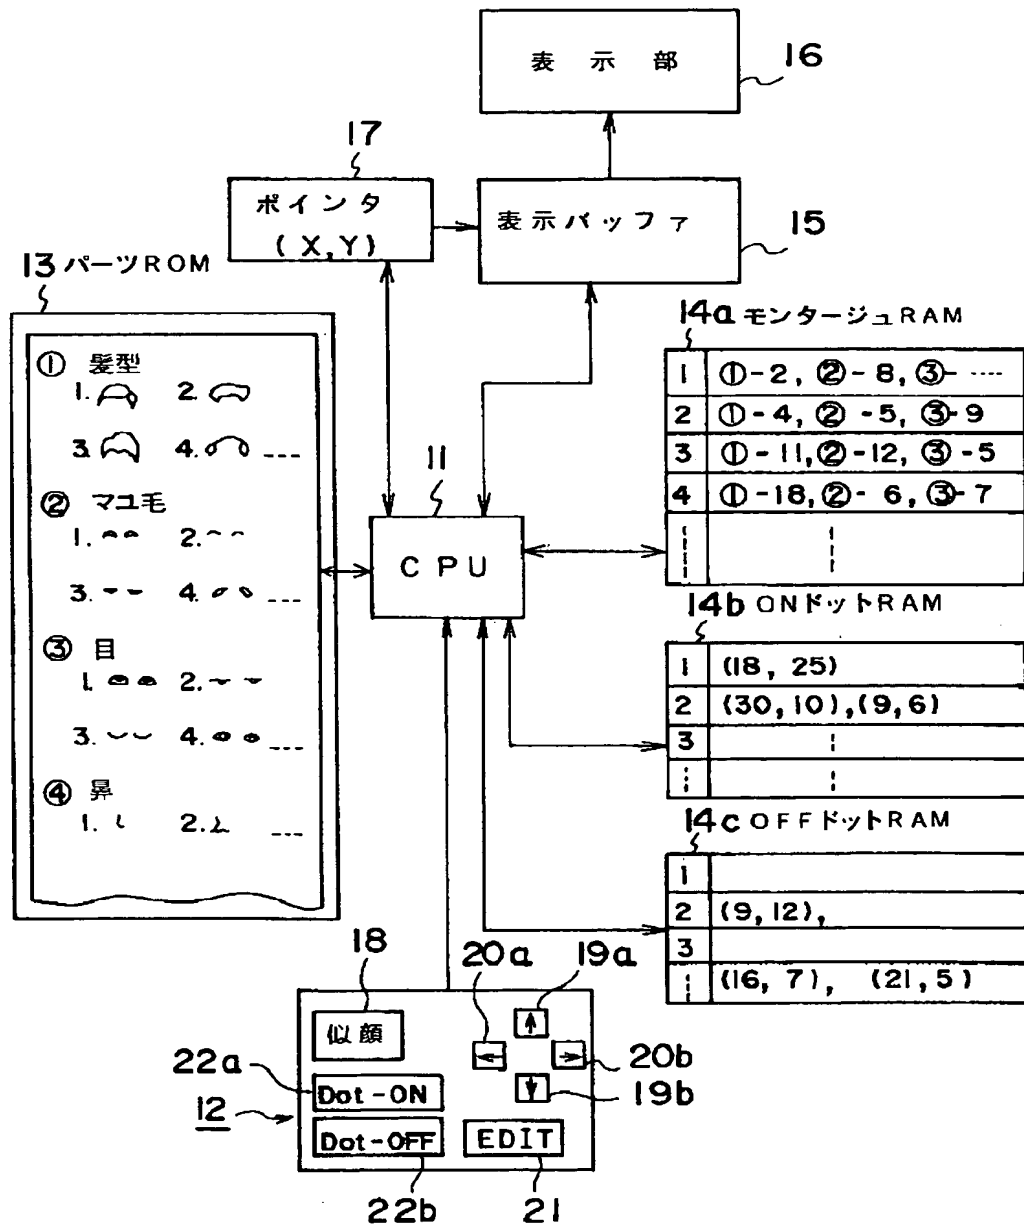 表示部
16
17
ポインタ
(X,Y)
表示バッファ
15
13 パーツROM
① 髪型
1. 2.
3. 4. ---
② マユ毛
1. 2.
3. 4. ---
③ 目
1. 2.
3. 4. ---
④ 鼻
1. 2. ---
11
CPU
14a モンタージュRAM
1 ①-2, ②-8, ③- ----
2 ①-4, ②-5, ③-9
3 ①-11, ②-12, ③-5
4 ①-18, ②-6, ③-7
14b ONドットRAM
1 (18, 25)
2 (30,10),(9,6)
3
14c OFFドットRAM
1
2 (9,12),
3
(16,7), (21,5)
18
似顔
20a
19a
↑
←
→
20b
↓
19b
22a
Dot-ON
12
Dot-OFF
EDIT
22b
21